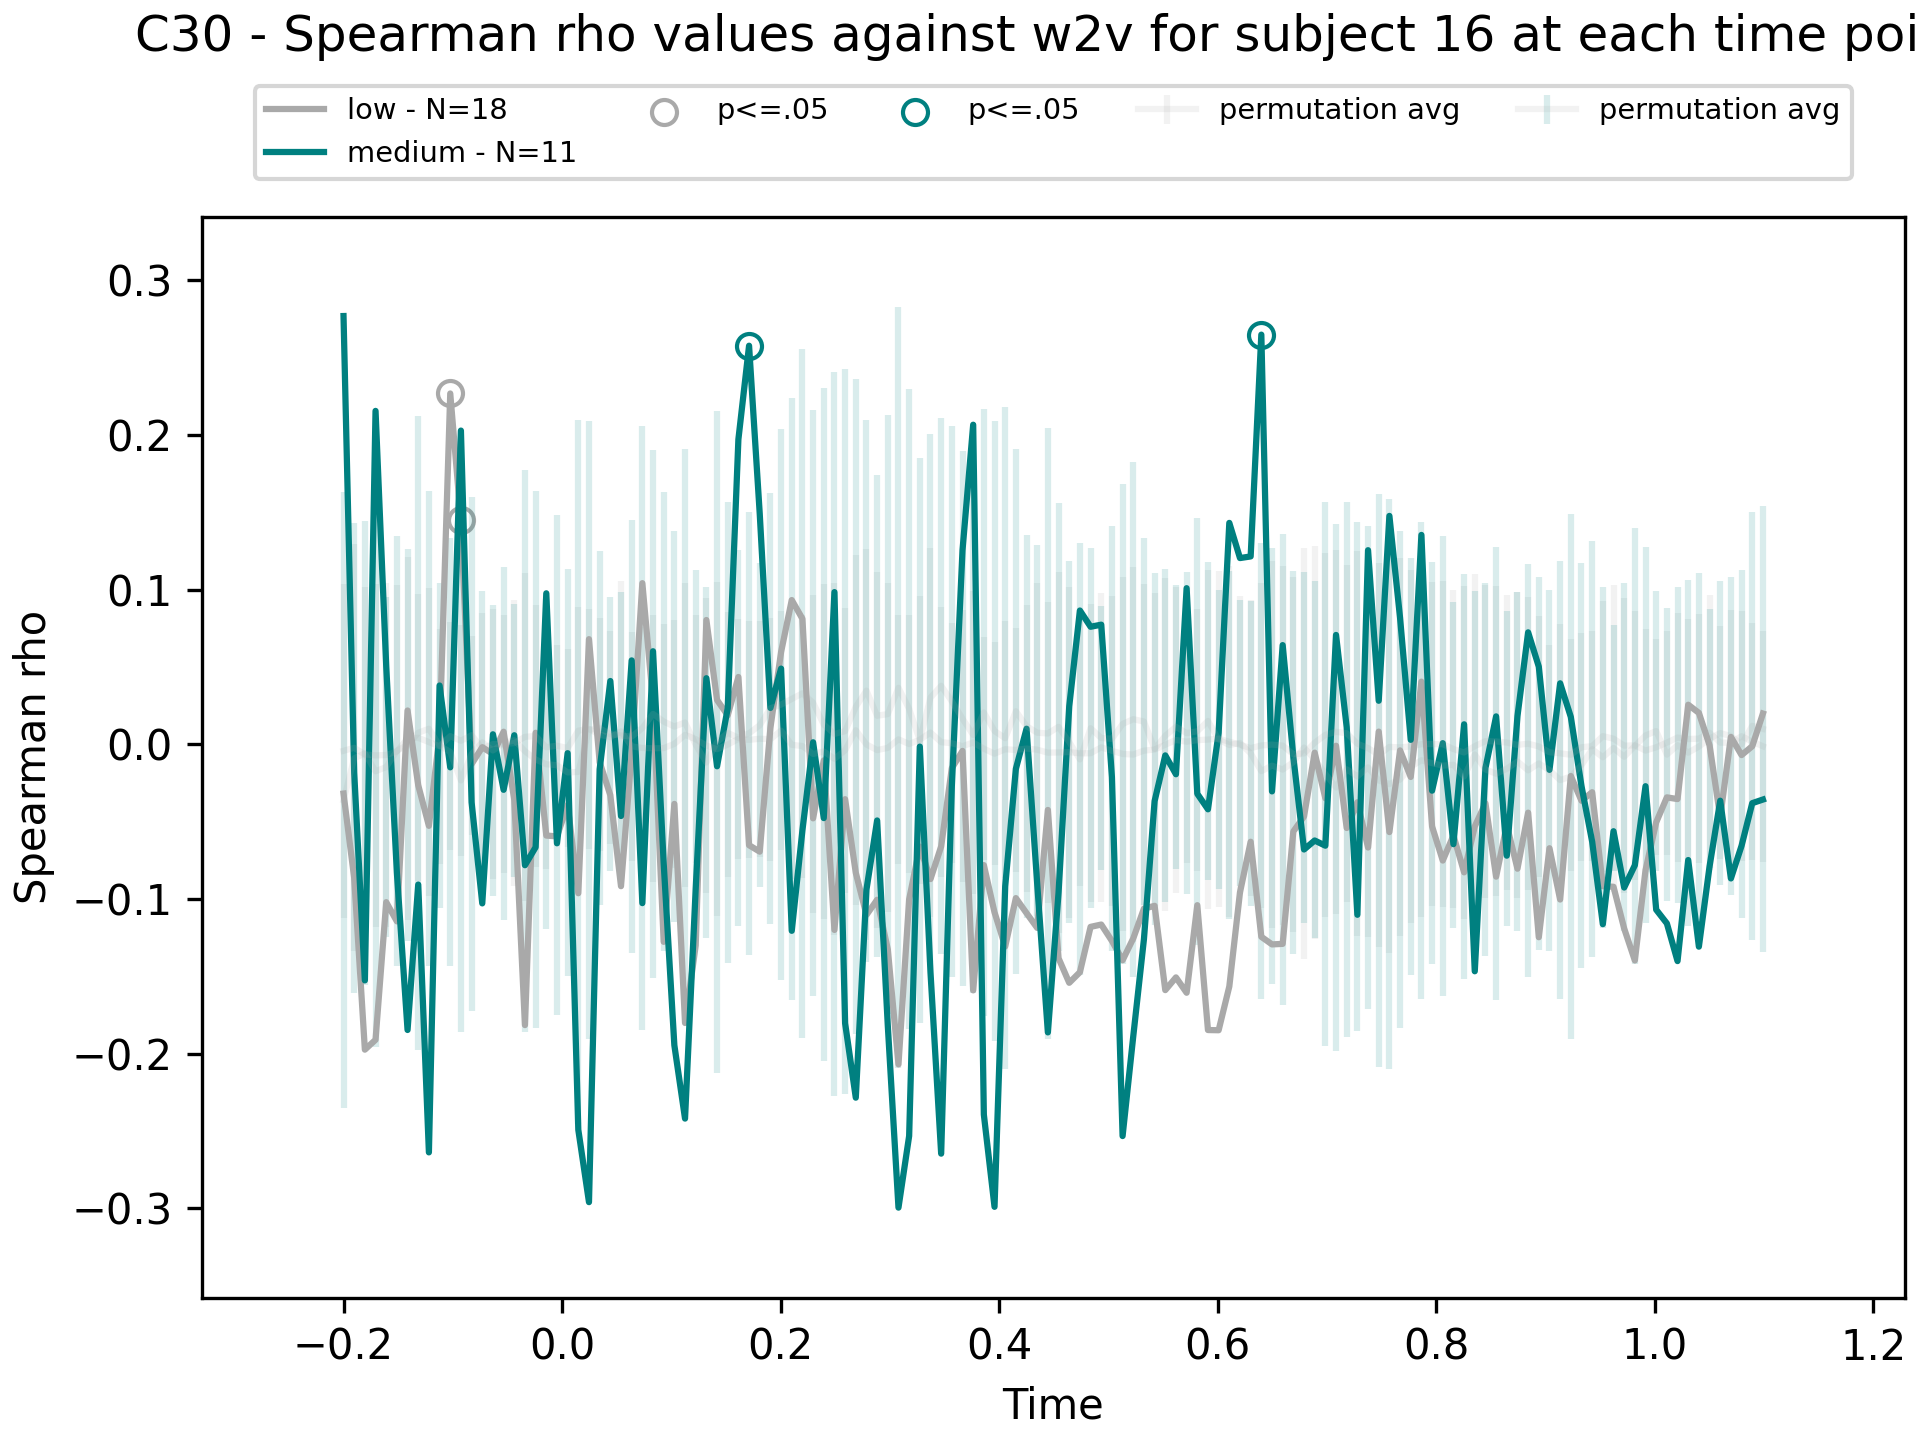 C30 - Spearman rho values against w2v for subject 16 at each time poi
low - N=18
medium - N=11
p<=.05
p<=.05
permutation avg
permutation avg
0.3
0.2
0.1
0.0
−0.1
−0.2
−0.3
Spearman rho
−0.2 0.0 0.2 0.4 0.6 0.8 1.0 1.2
Time